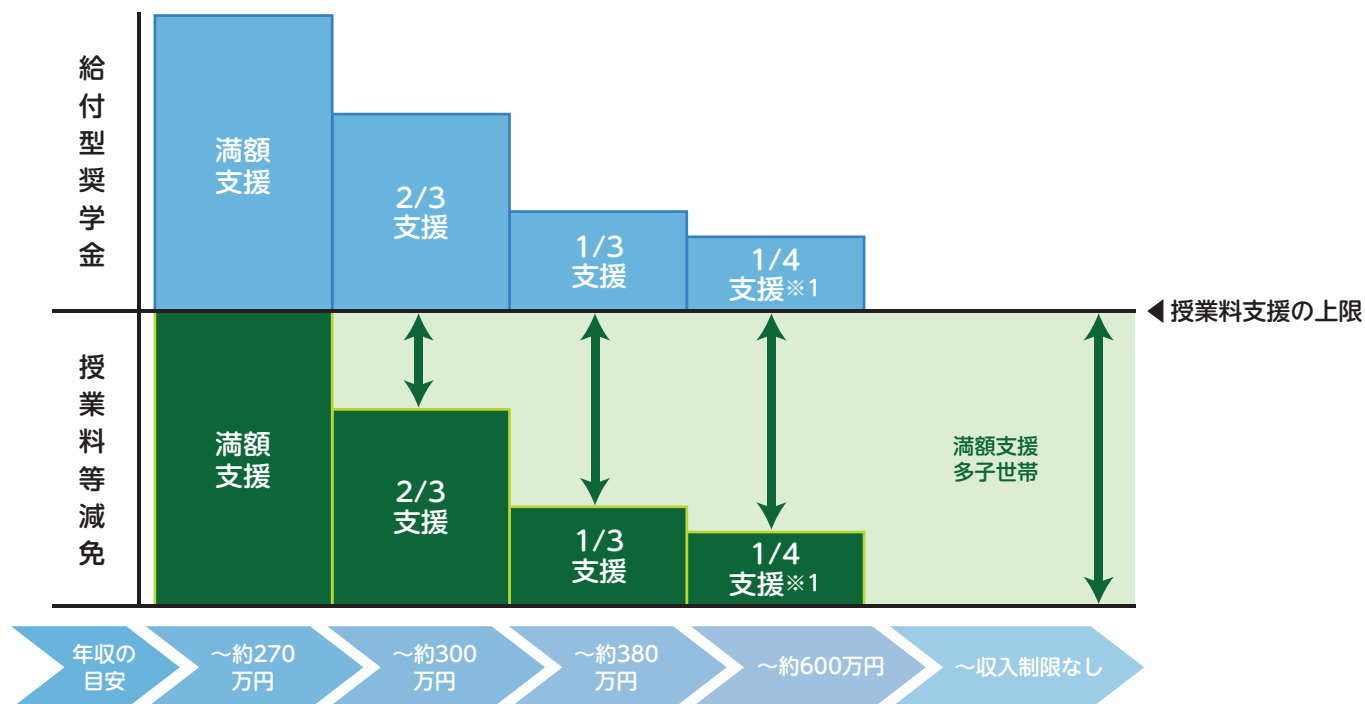 給付型奨学金
満額
支援
2/3
支援
1/3
支援
1/4
支援※1
◀授業料支援の上限
授業料等減免
満額
支援
2/3
支援
1/3
支援
1/4
支援※1
満額支援
多子世帯
年収の
目安
～約270
万円
～約300
万円
～約380
万円
～約600万円
～収入制限なし